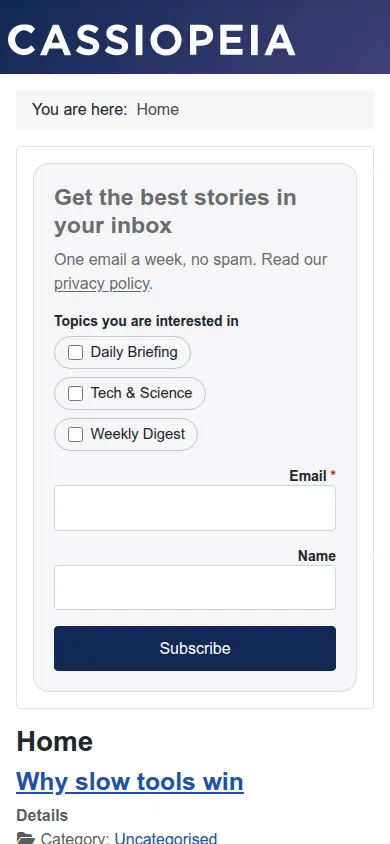 CASSIOPEIA
You are here: Home
Get the best stories in
your inbox
One email a week, no spam. Read our
privacy policy.
Topics you are interested in
Daily Briefing
Tech & Science
Weekly Digest
Email *
Name
Subscribe
Home
Why slow tools win
Details
Category: Uncategorised